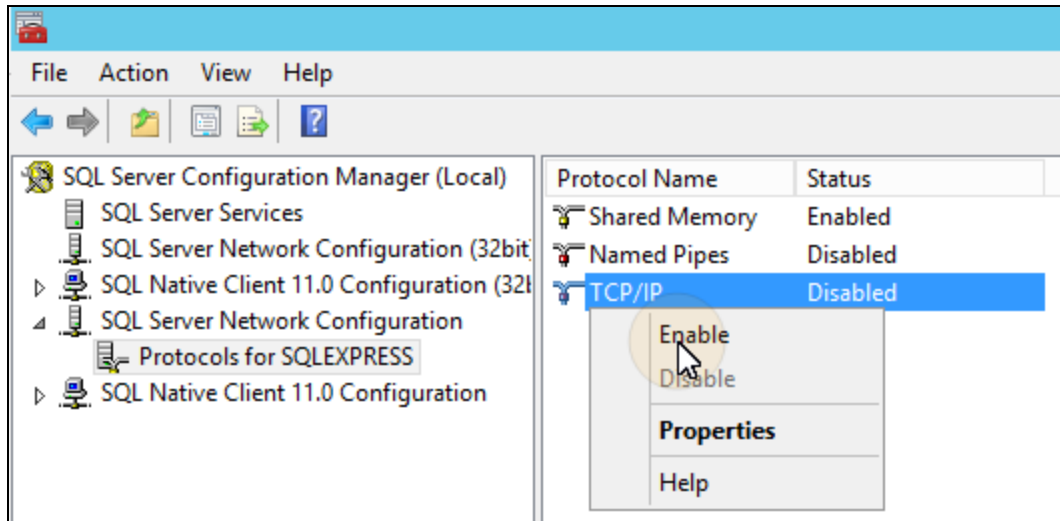 File Action View Help
?
SQL Server Configuration Manager (Local)
SQL Server Services
SQL Server Network Configuration (32bit
SQL Native Client 11.0 Configuration (32b
SQL Server Network Configuration
Protocols for SQLEXPRESS
SQL Native Client 11.0 Configuration
Protocol Name Status
Shared Memory Enabled
Named Pipes Disabled
TCP/IP Disabled
Enable
Disable
Properties
Help